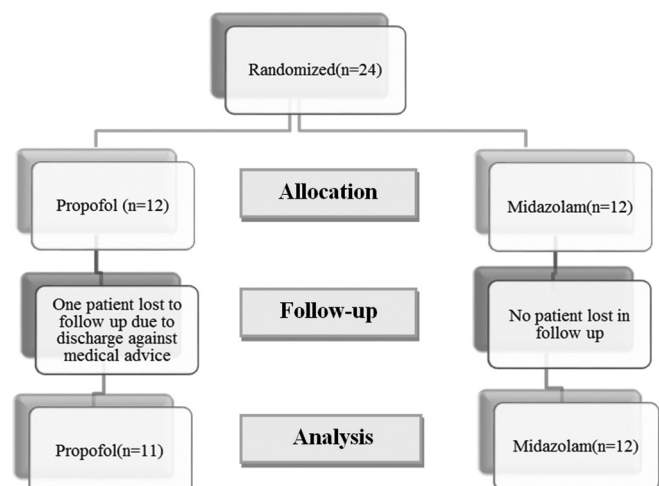 Randomized(n=24)
Propofol (n=12)
Allocation
Midazolam(n=12)
One patient lost to
follow up due to
discharge against
medical advice
Follow-up
No patient lost in
follow up
Propofol(n=11)
Analysis
Midazolam(n=12)